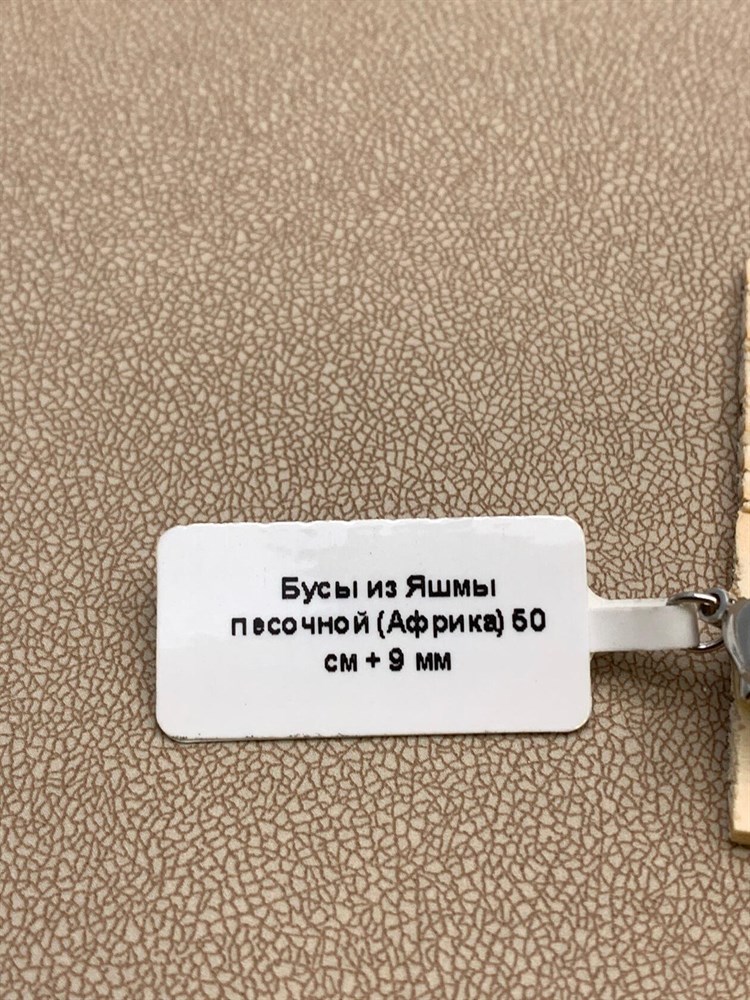 Бусы из Яшмы
песочной (Африка) 50
см + 9 мм